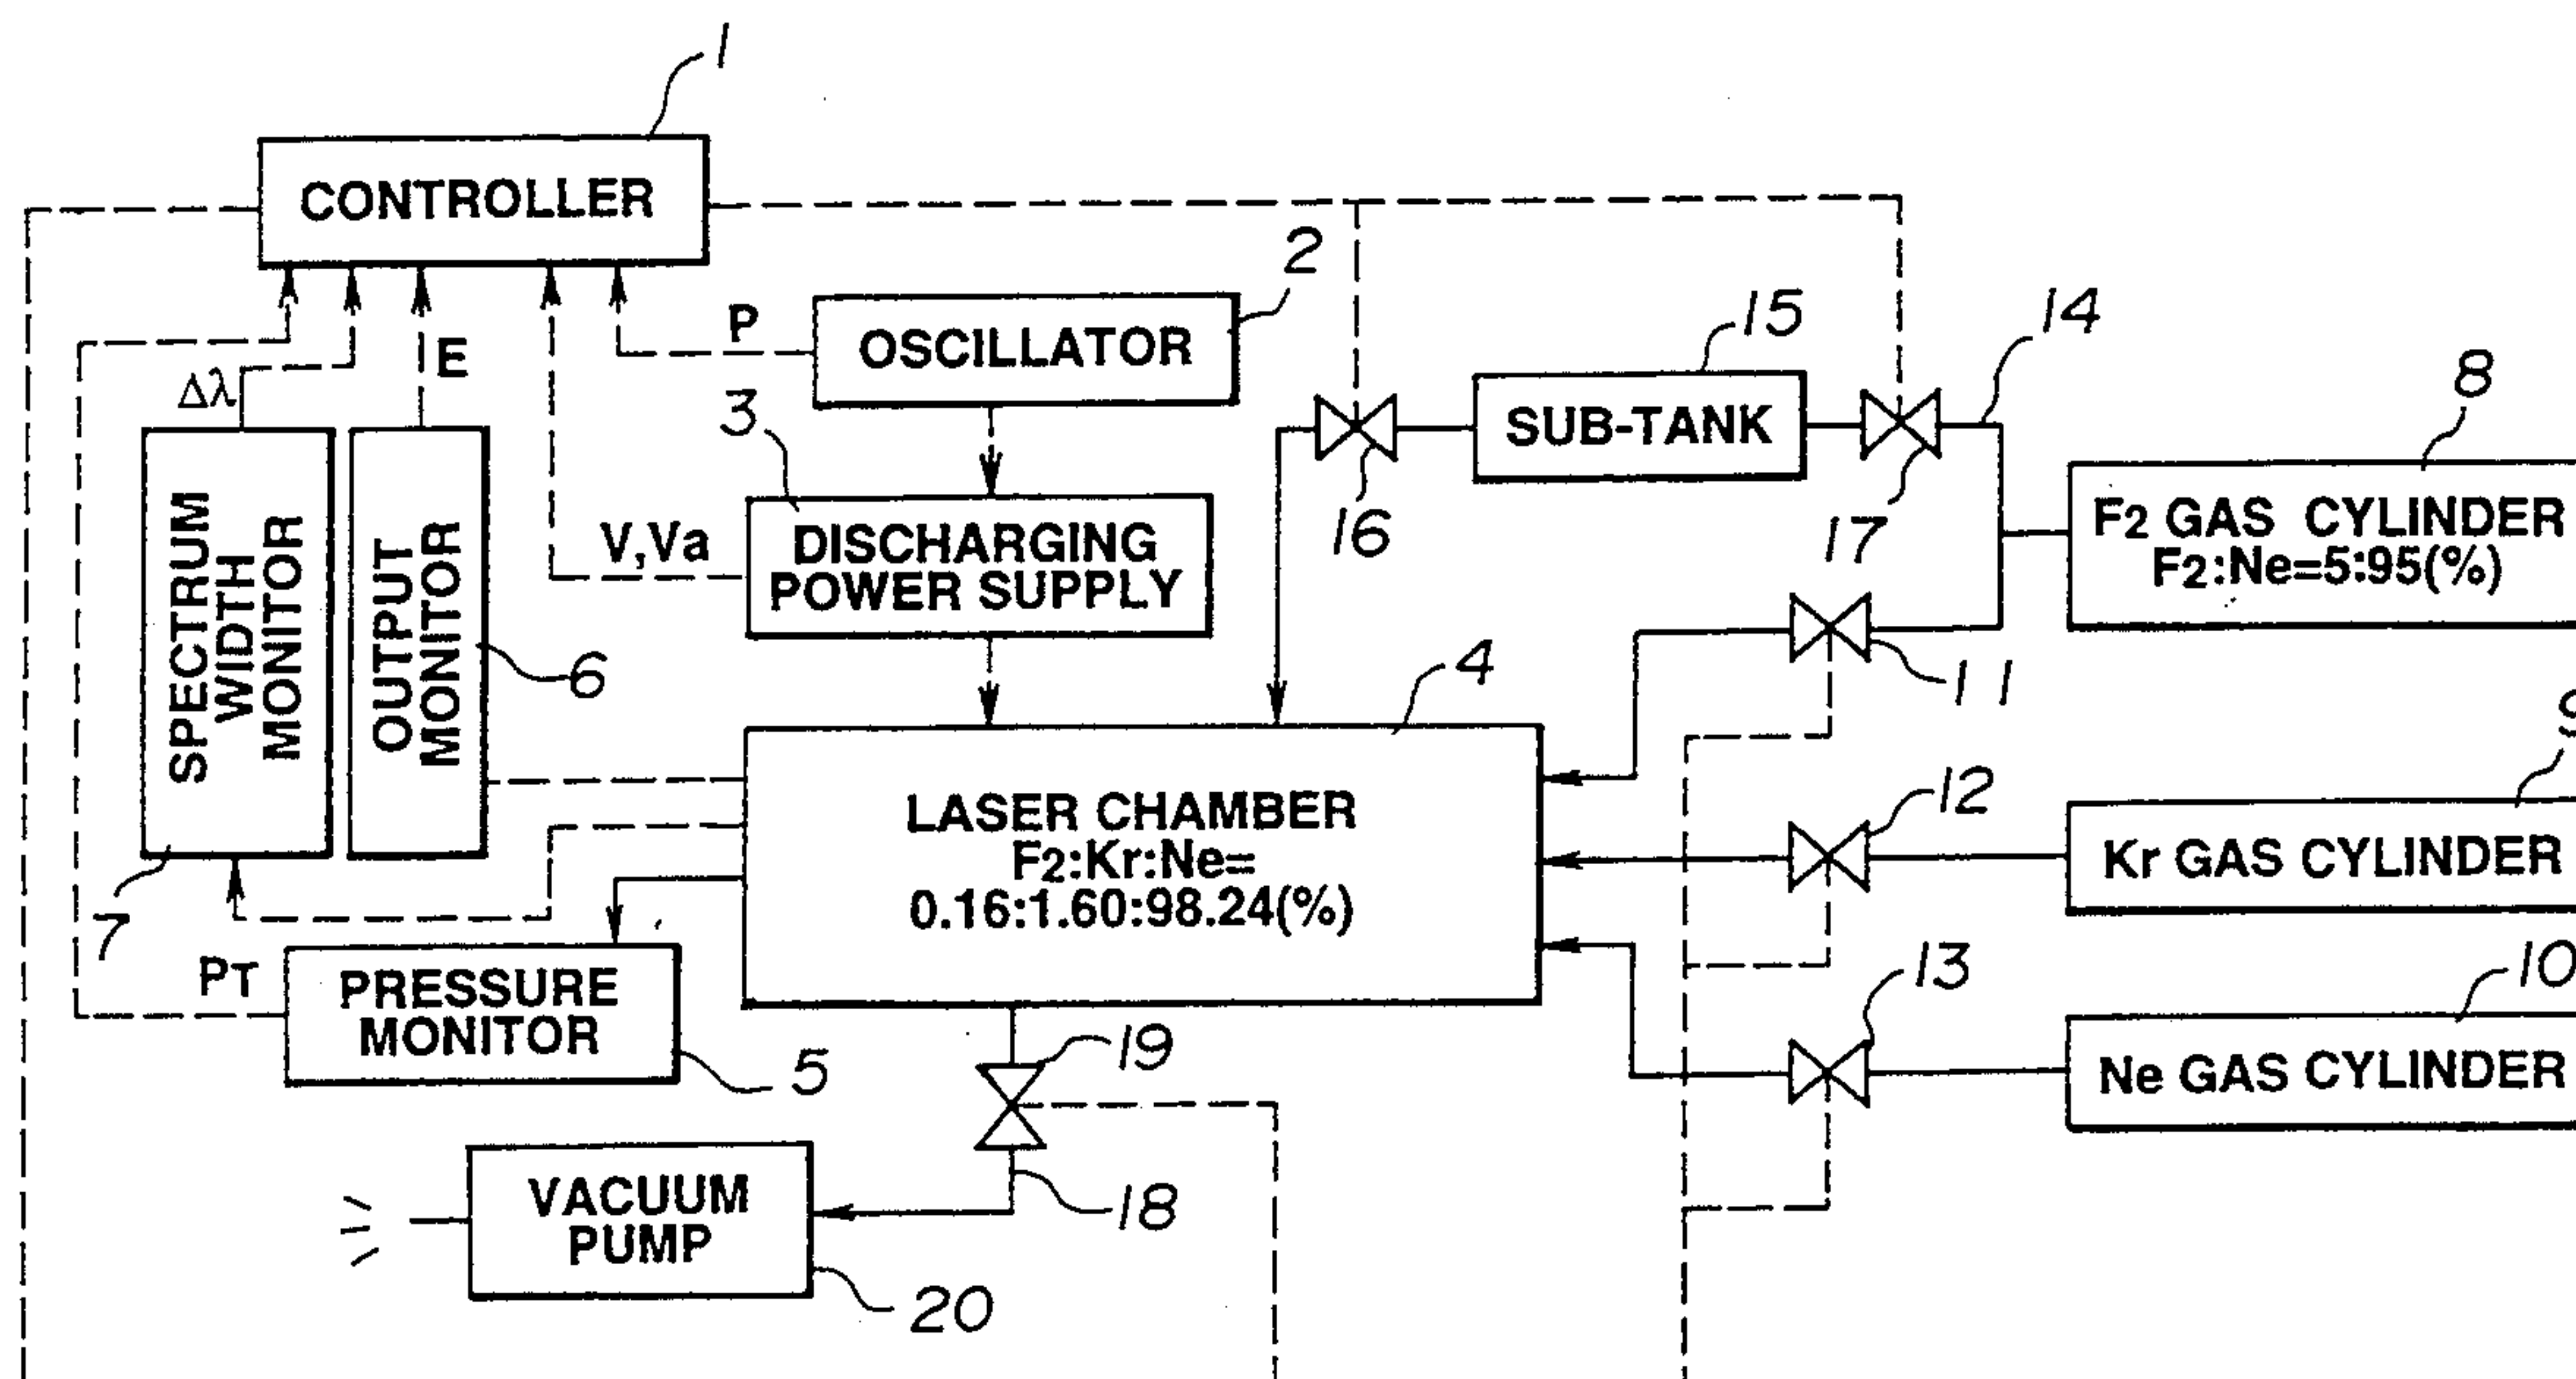 1
CONTROLLER
2
OSCILLATOR
P
E
Δλ
3
V,Va
DISCHARGING
POWER SUPPLY
15
SUB-TANK
14
16
17
8
F2 GAS CYLINDER
F2:Ne=5:95(%)
11
SPECTRUM
WIDTH
MONITOR
OUTPUT
MONITOR
6
7
4
LASER CHAMBER
F2:Kr:Ne=
0.16:1.60:98.24(%)
12
9
Kr GAS CYLINDER
13
10
Ne GAS CYLINDER
PT
PRESSURE
MONITOR
5
19
18
VACUUM
PUMP
20